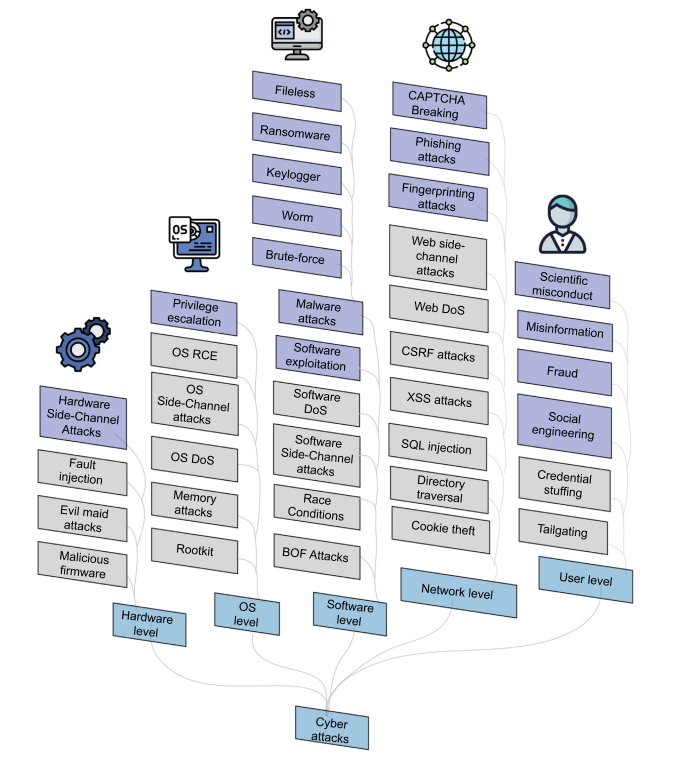 OS
Fileless
Ransomware
Keylogger
Worm
Brute-force
CAPTCHA
Breaking
Phishing
attacks
Fingerprinting
attacks
Web side-
channel
attacks
Web DoS
CSRF attacks
XSS attacks
SQL injection
Directory
traversal
Cookie theft
Scientific
misconduct
Misinformation
Fraud
Social
engineering
Credential
stuffing
Tailgating
Privilege
escalation
OS RCE
OS
Side-Channel
attacks
OS DoS
Memory
attacks
Rootkit
Malware
attacks
Software
exploitation
Software
DoS
Software
Side-Channel
attacks
Race
Conditions
BOF Attacks
Hardware
Side-Channel
Attacks
Fault
injection
Evil maid
attacks
Malicious
firmware
Hardware
level
OS
level
Software
level
Network level
User level
Cyber
attacks